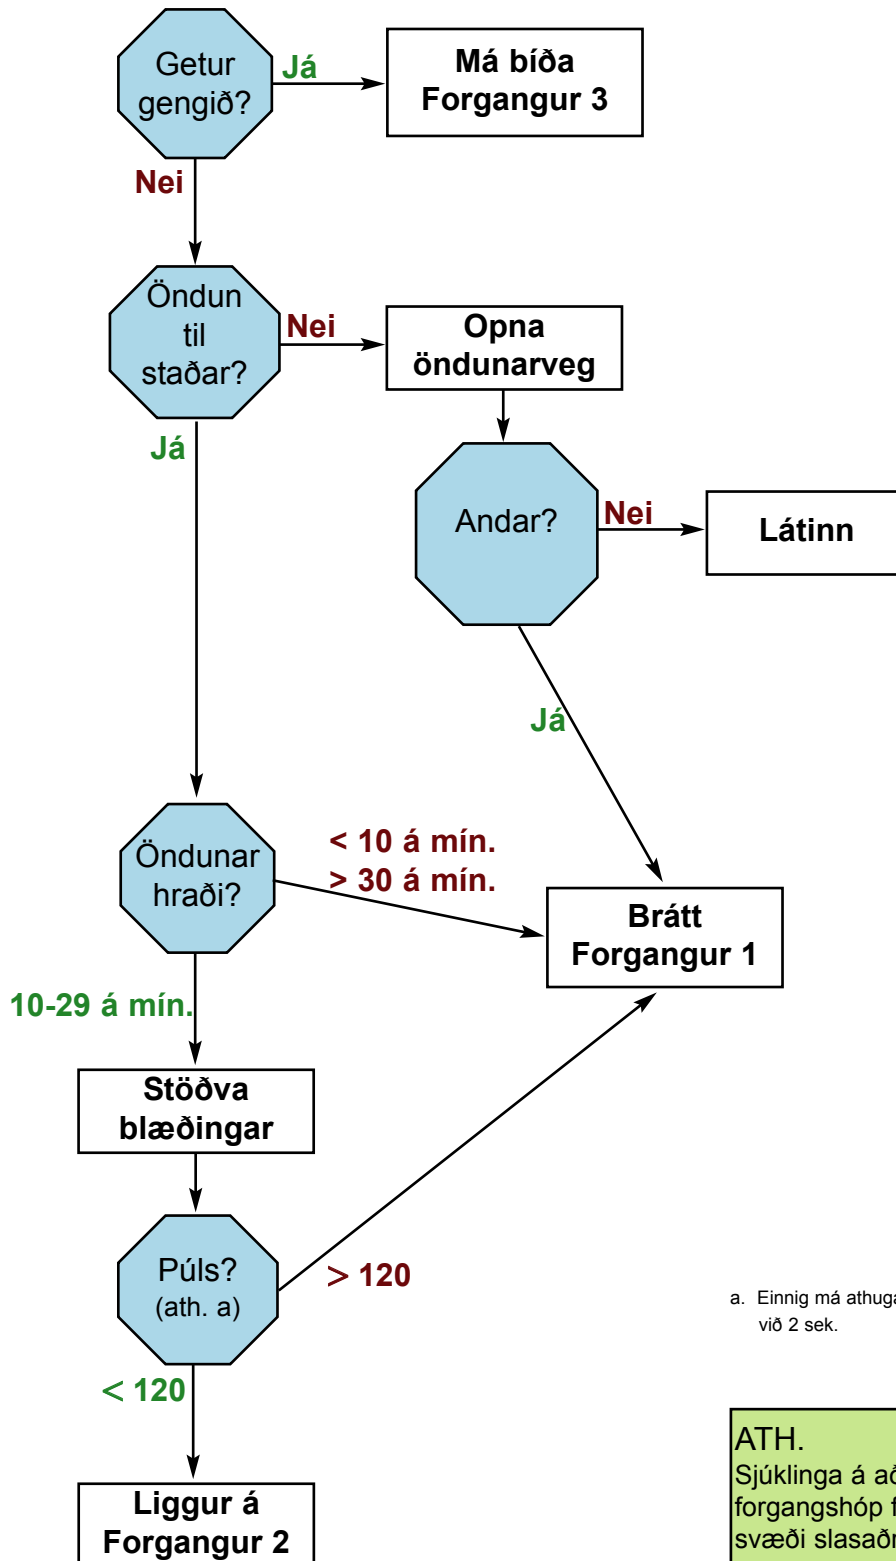 Getur
gengið?
Já
Má bíða
Forgangur 3
Nei
Öndun
til
staðar?
Nei
Opna
öndunarveg
Já
Andar?
Nei
Látinn
Já
Öndunar
hraði?
< 10 á mín.
> 30 á mín.
Brátt
Forgangur 1
10-29 á mín.
Stöðva
blæðingar
Púls?
(ath. a)
> 120
a. Einnig má athuga
við 2 sek.
< 120
ATH.
Sjúklinga á að
forgangshóp f
svæði slasaðr
Liggur á
Forgangur 2